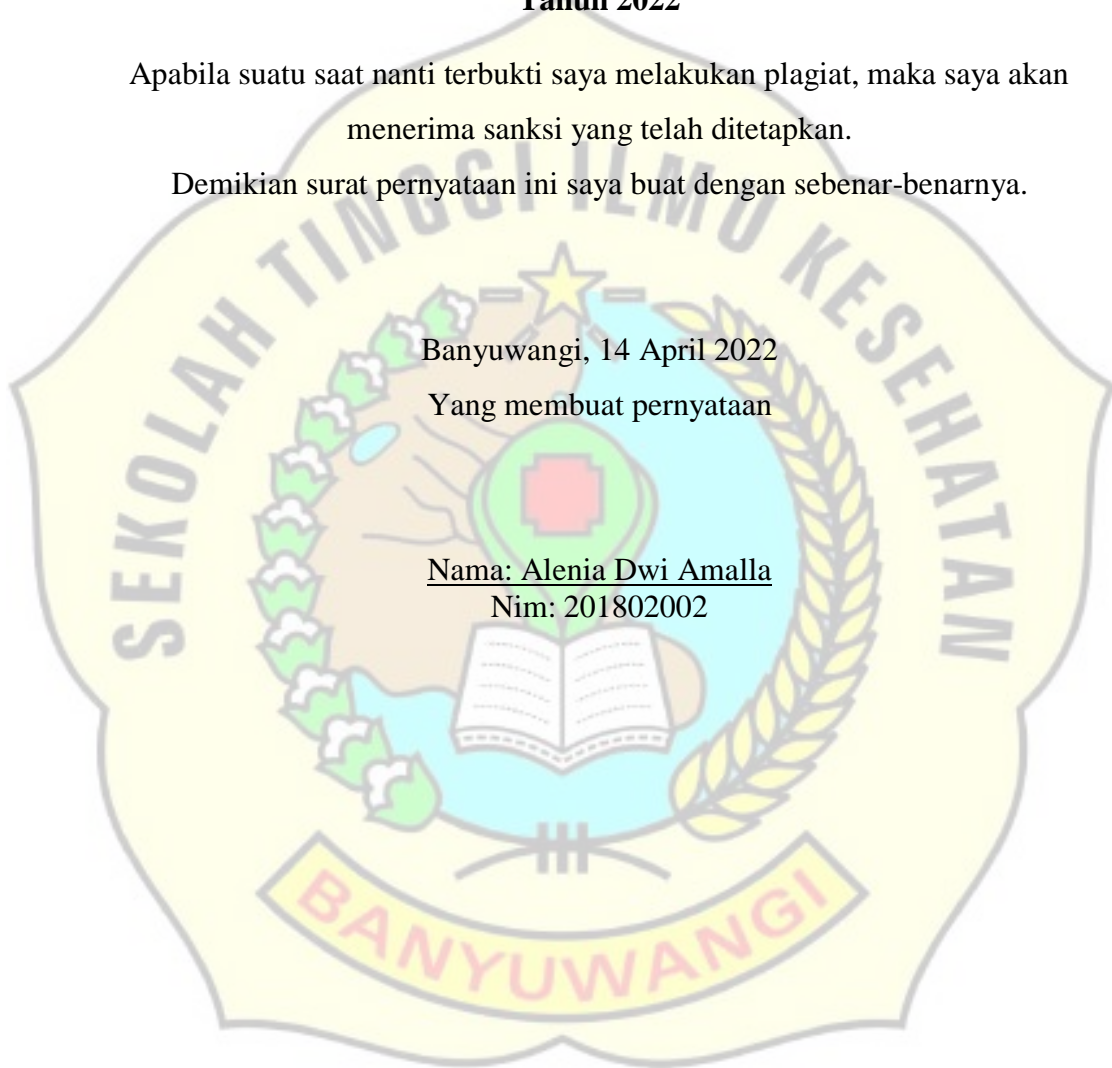 Tahun 2022
Apabila suatu saat nanti terbukti saya melakukan plagiat, maka saya akan
menerima sanksi yang telah ditetapkan.
Demikian surat pernyataan ini saya buat dengan sebenar-benarnya.
SEKOLAH TINGGI ILMU KESEHATAN
Banyuwangi, 14 April 2022
Yang membuat pernyataan
Nama: Alenia Dwi Amalla
Nim: 201802002
BANYUWANGI